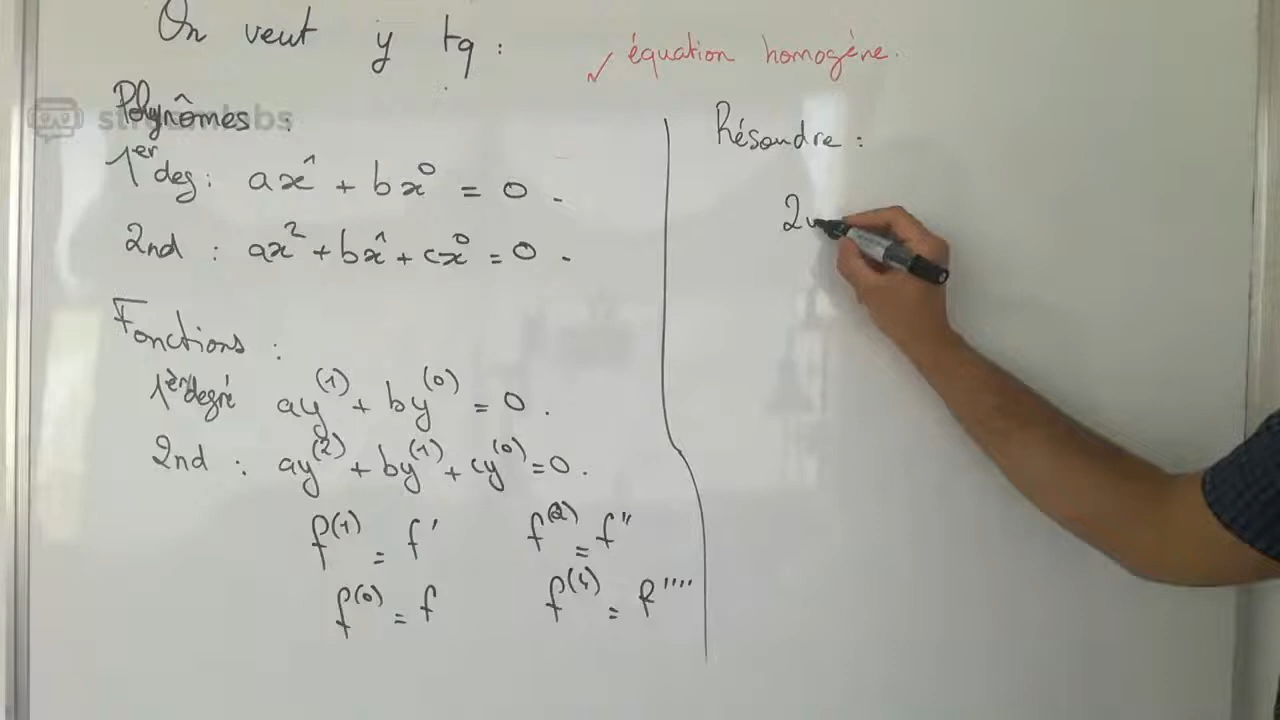 On veut y tq :
✓ équation homogène.
Polynômes :
1er deg : ax¹ + bx⁰ = 0 .
2nd : ax² + bx¹ + cx⁰ = 0 .
Fonctions :
1er degré ay⁽¹⁾ + by⁽⁰⁾ = 0 .
2nd : ay⁽²⁾ + by⁽¹⁾ + cy⁽⁰⁾ = 0 .
f⁽¹⁾ = f' f⁽²⁾ = f''
f⁽⁰⁾ = f f⁽⁴⁾ = f''''
Résoudre :
2